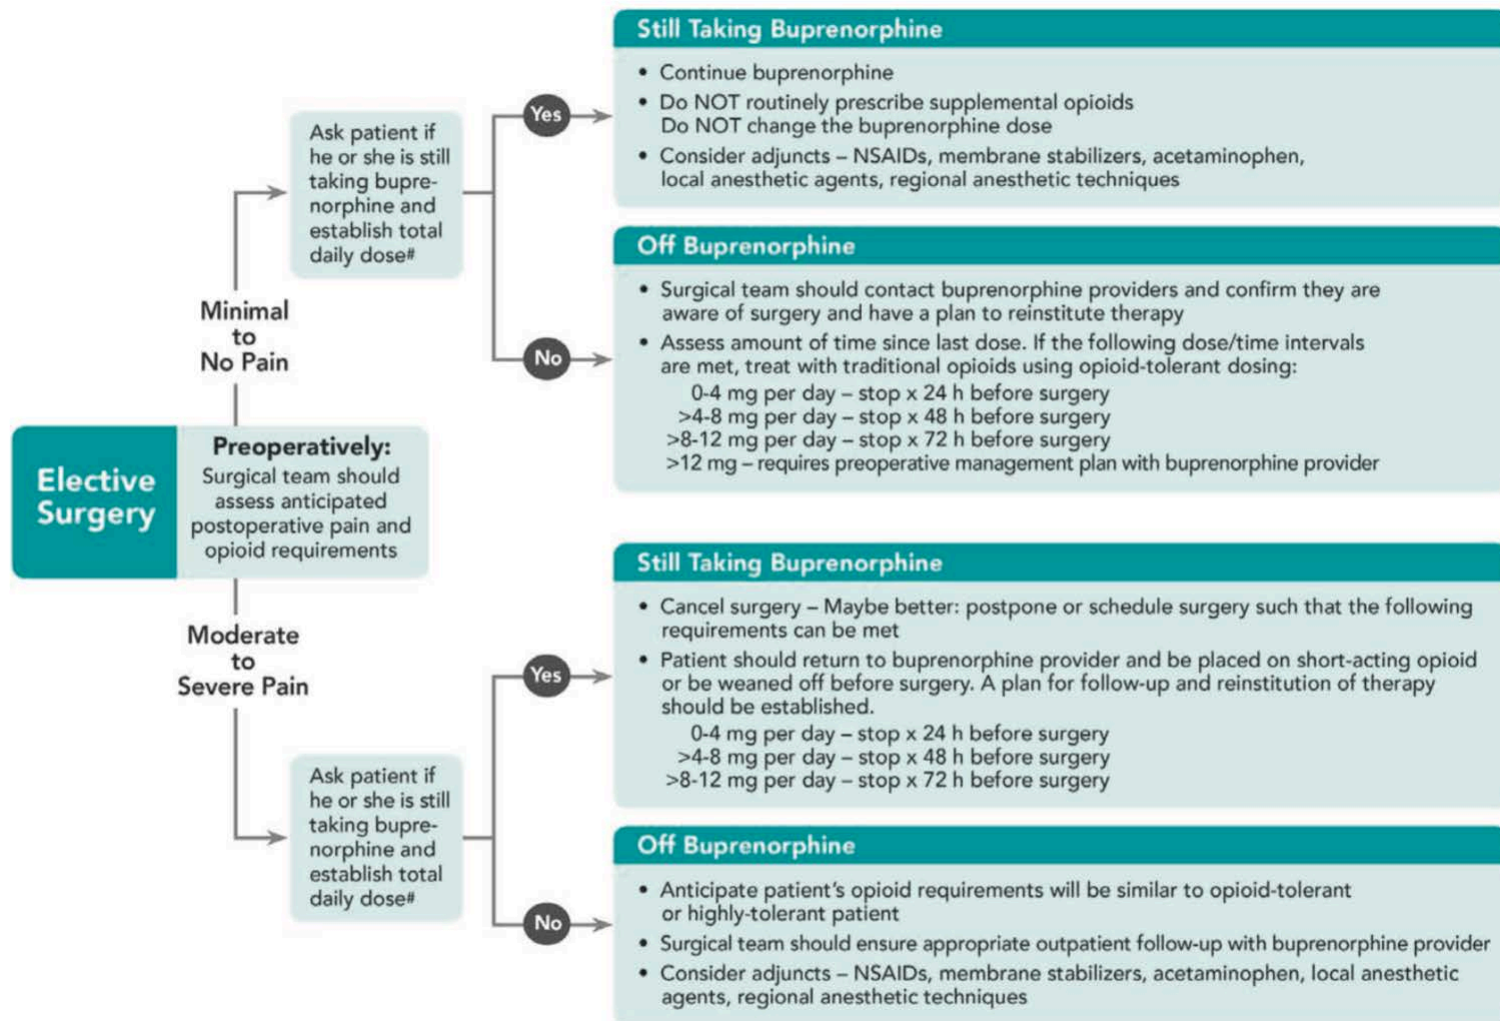 Elective
Surgery
Preoperatively:
Surgical team should
assess anticipated
postoperative pain and
opioid requirements
Minimal
to
No Pain
Ask patient if
he or she is still
taking bupre-
norphine and
establish total
daily dose#
Yes
Still Taking Buprenorphine
• Continue buprenorphine
• Do NOT routinely prescribe supplemental opioids
Do NOT change the buprenorphine dose
• Consider adjuncts – NSAIDs, membrane stabilizers, acetaminophen,
local anesthetic agents, regional anesthetic techniques
No
Off Buprenorphine
• Surgical team should contact buprenorphine providers and confirm they are
aware of surgery and have a plan to reinstitute therapy
• Assess amount of time since last dose. If the following dose/time intervals
are met, treat with traditional opioids using opioid-tolerant dosing:
0-4 mg per day – stop x 24 h before surgery
>4-8 mg per day – stop x 48 h before surgery
>8-12 mg per day – stop x 72 h before surgery
>12 mg – requires preoperative management plan with buprenorphine provider
Moderate
to
Severe Pain
Ask patient if
he or she is still
taking bupre-
norphine and
establish total
daily dose#
Yes
Still Taking Buprenorphine
• Cancel surgery – Maybe better: postpone or schedule surgery such that the following
requirements can be met
• Patient should return to buprenorphine provider and be placed on short-acting opioid
or be weaned off before surgery. A plan for follow-up and reinstitution of therapy
should be established.
0-4 mg per day – stop x 24 h before surgery
>4-8 mg per day – stop x 48 h before surgery
>8-12 mg per day – stop x 72 h before surgery
No
Off Buprenorphine
• Anticipate patient's opioid requirements will be similar to opioid-tolerant
or highly-tolerant patient
• Surgical team should ensure appropriate outpatient follow-up with buprenorphine provider
• Consider adjuncts – NSAIDs, membrane stabilizers, acetaminophen, local anesthetic
agents, regional anesthetic techniques